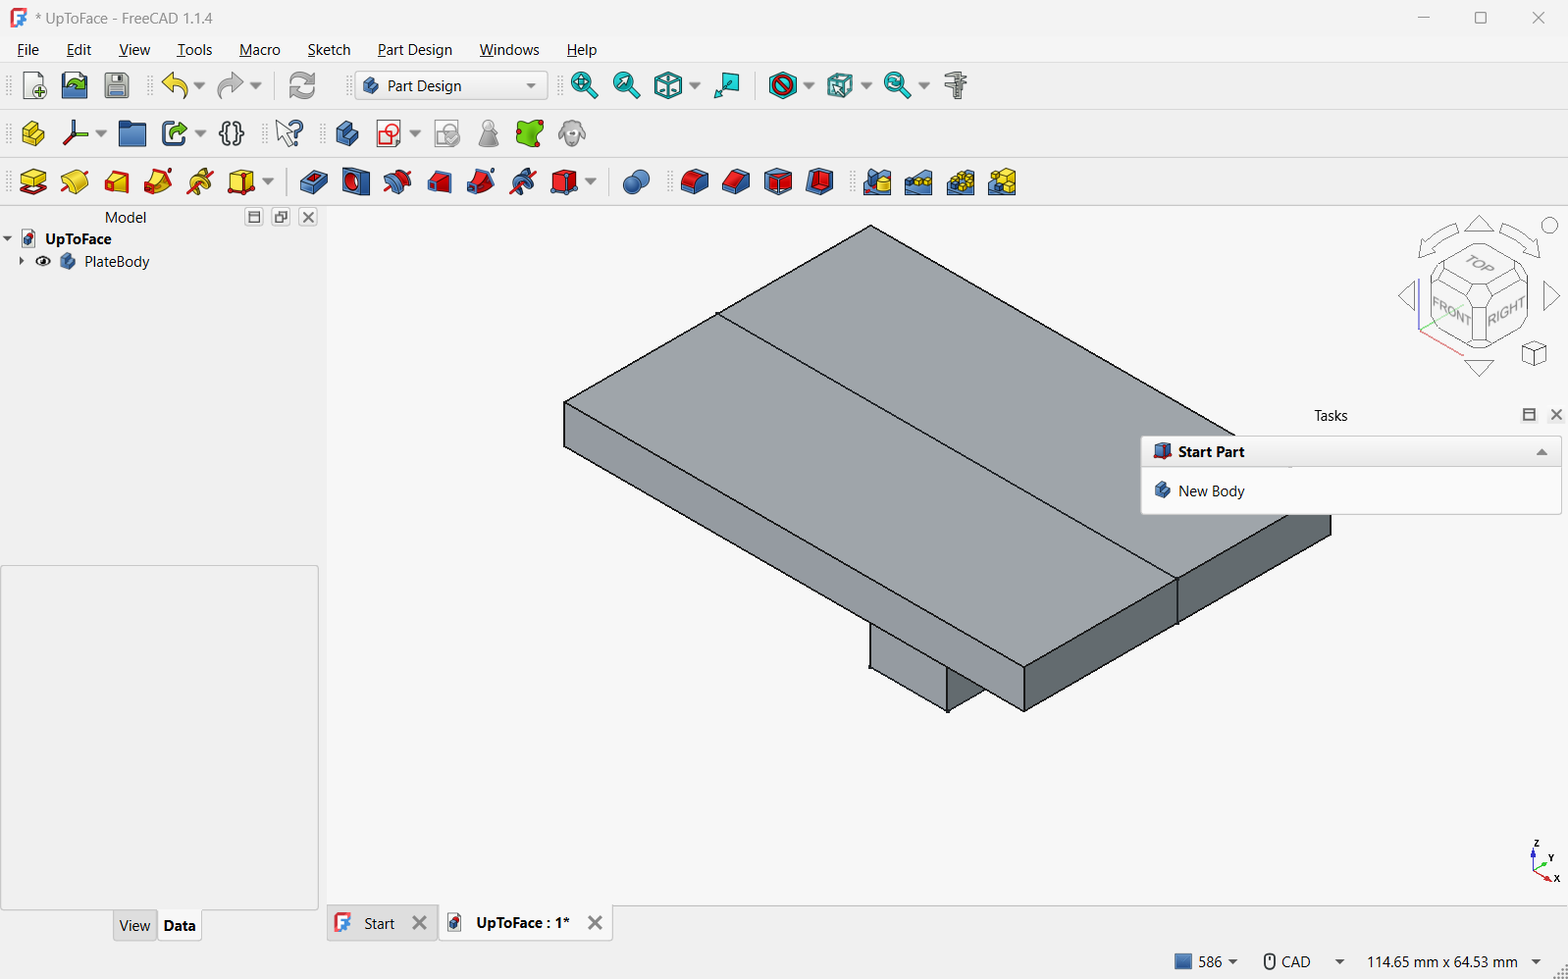 * UpToFace - FreeCAD 1.1.4
File Edit View Tools Macro Sketch Part Design Windows Help
Part Design
Model
UpToFace
PlateBody
TOP
FRONT RIGHT
Tasks
Start Part
New Body
Z
Y
X
View Data
Start UpToFace : 1*
586 CAD 114.65 mm x 64.53 mm